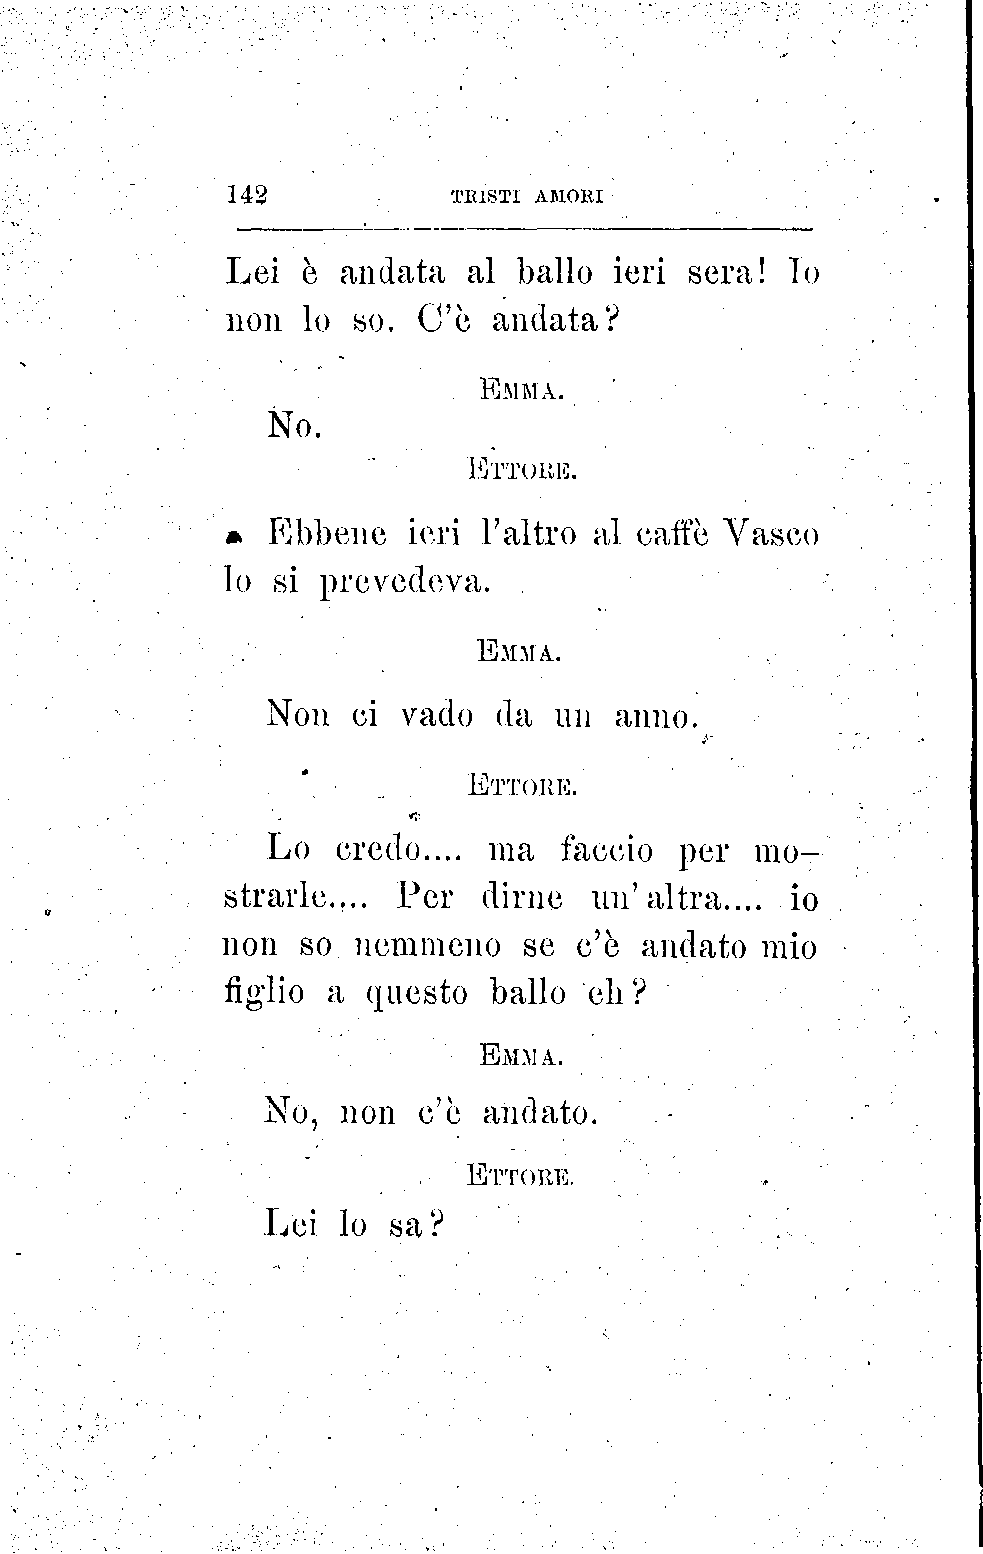 142 TRISTI AMORI
Lei è andata al ballo ieri sera! Io
non lo so. C'è andata?
EMMA.
No.
ETTORE.
Ebbene ieri l'altro al caffè Vasco
lo si prevedeva.
EMMA.
Non ci vado da un anno.
ETTORE.
Lo credo.... ma faccio per mo-
strarle.... Per dirne un'altra.... io
non so nemmeno se c'è andato mio
figlio a questo ballo eh?
EMMA.
No, non c'è andato.
ETTORE.
Lei lo sa?